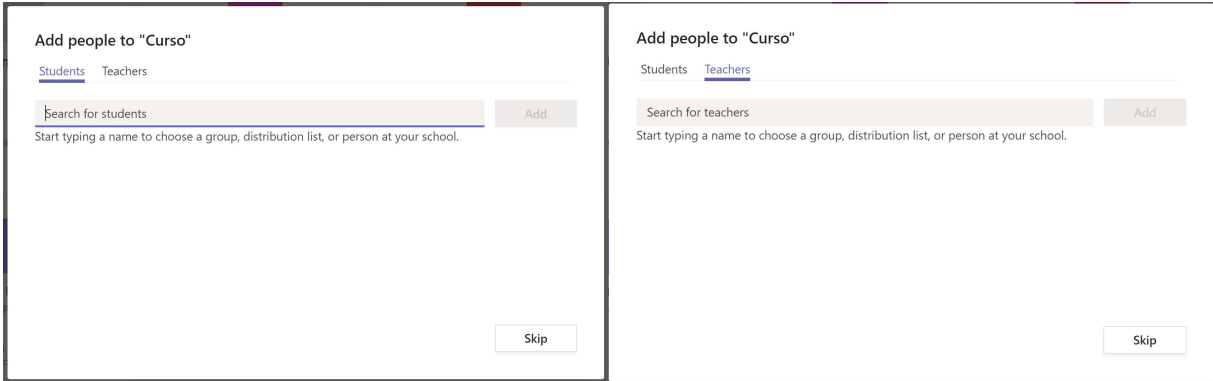 Add people to "Curso"
Students Teachers
Search for students Add
Start typing a name to choose a group, distribution list, or person at your school.
Skip
Add people to "Curso"
Students Teachers
Search for teachers Add
Start typing a name to choose a group, distribution list, or person at your school.
Skip